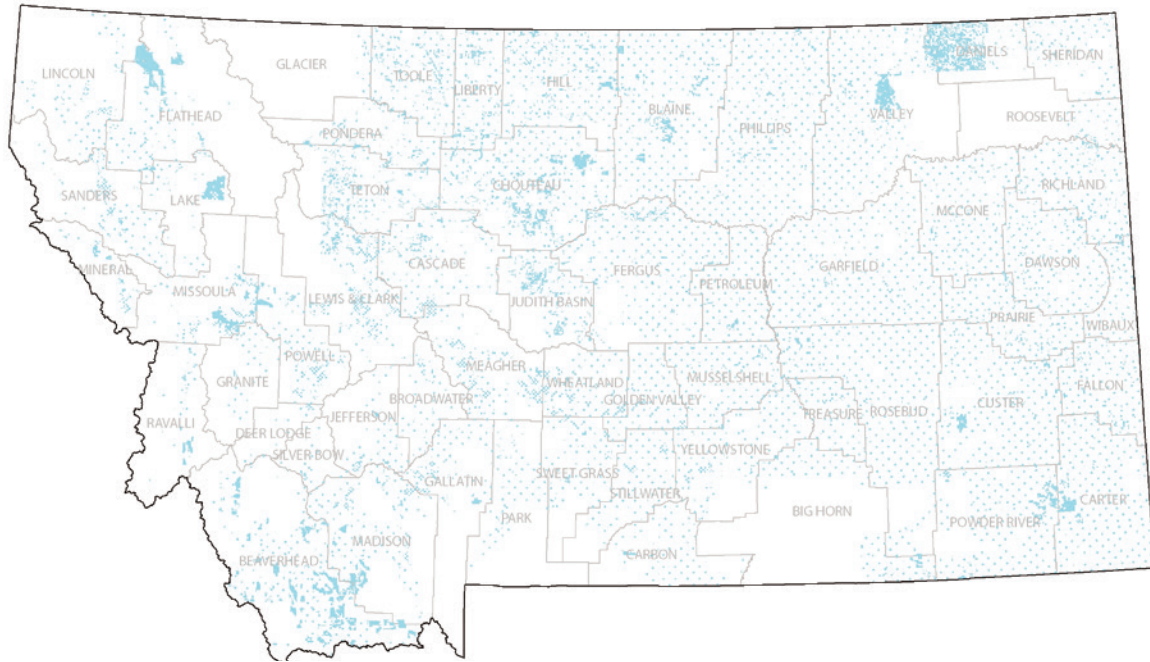 LINCOLN
FLATHEAD
GLACIER
TOOLE
LIBERTY
HILL
BLAINE
PHILLIPS
VALLEY
DANIELS
SHERIDAN
ROOSEVELT
PONDERA
TETON
CHOUTEAU
SANDERS
LAKE
MINERAL
MISSOULA
LEWIS & CLARK
CASCADE
JUDITH BASIN
FERGUS
PETROLEUM
GARFIELD
MCCONE
RICHLAND
DAWSON
PRAIRIE
WIBAUX
POWELL
GRANITE
RAVALLI
DEER LODGE
SILVER BOW
JEFFERSON
BROADWATER
MEAGHER
WHEATLAND
GOLDEN VALLEY
MUSSELSHELL
TREASURE
ROSEBUD
CUSTER
FALLON
YELLOWSTONE
SWEET GRASS
STILLWATER
GALLATIN
PARK
MADISON
BEAVERHEAD
CARBON
BIG HORN
POWDER RIVER
CARTER